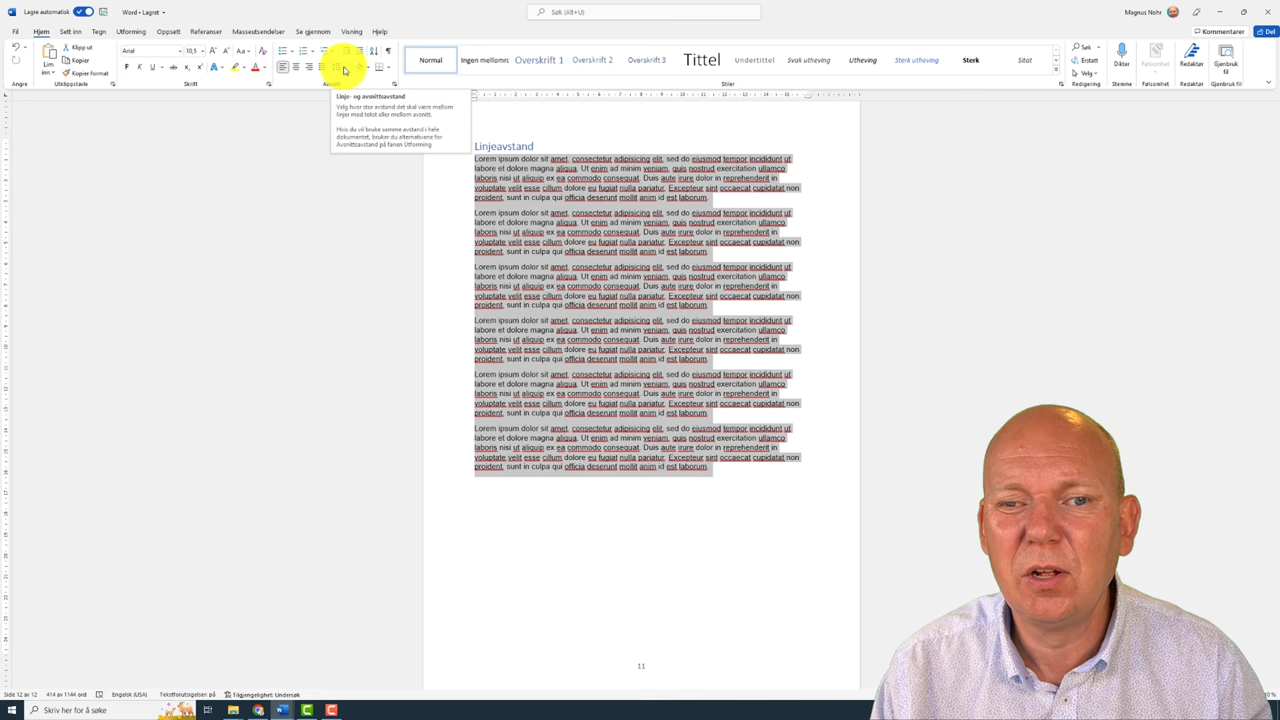 Lagre automatisk
Word • Lagret
Søk (Alt+U)
Magnus Nohr
Fil Hjem Sett inn Tegn Utforming Oppsett Referanser Masseutsendelser Se gjennom Visning Hjelp
Kommentarer Del
Lim inn
Klipp ut
Kopier
Kopier format
Arial 10,5
F K U
Normal Ingen mellomro Overskrift 1 Overskrift 2 Overskrift 3 Tittel Undertittel Svak utheving Utheving Sterk utheving Sterk Sitat
Søk
Erstatt
Velg
Dikter Følsomhet Redaktør Gjenbruk fil
Angre Utklippstavle Skrift Avsnitt Stiler Redigering Stemme Følsomhet Redaktør Gjenbruk fil
Linje- og avsnittsavstand
Velg hvor stor avstand det skal være mellom
linjer med tekst eller mellom avsnitt.
Hvis du vil bruke samme avstand i hele
dokumentet, bruker du alternativene for
Avsnittsavstand på fanen Utforming
Linjeavstand
Lorem ipsum dolor sit amet, consectetur adipisicing elit, sed do eiusmod tempor incididunt ut
labore et dolore magna aliqua. Ut enim ad minim veniam, quis nostrud exercitation ullamco
laboris nisi ut aliquip ex ea commodo consequat. Duis aute irure dolor in reprehenderit in
voluptate velit esse cillum dolore eu fugiat nulla pariatur. Excepteur sint occaecat cupidatat non
proident, sunt in culpa qui officia deserunt mollit anim id est laborum.
Lorem ipsum dolor sit amet, consectetur adipisicing elit, sed do eiusmod tempor incididunt ut
labore et dolore magna aliqua. Ut enim ad minim veniam, quis nostrud exercitation ullamco
laboris nisi ut aliquip ex ea commodo consequat. Duis aute irure dolor in reprehenderit in
voluptate velit esse cillum dolore eu fugiat nulla pariatur. Excepteur sint occaecat cupidatat non
proident, sunt in culpa qui officia deserunt mollit anim id est laborum.
Lorem ipsum dolor sit amet, consectetur adipisicing elit, sed do eiusmod tempor incididunt ut
labore et dolore magna aliqua. Ut enim ad minim veniam, quis nostrud exercitation ullamco
laboris nisi ut aliquip ex ea commodo consequat. Duis aute irure dolor in reprehenderit in
voluptate velit esse cillum dolore eu fugiat nulla pariatur. Excepteur sint occaecat cupidatat non
proident, sunt in culpa qui officia deserunt mollit anim id est laborum.
Lorem ipsum dolor sit amet, consectetur adipisicing elit, sed do eiusmod tempor incididunt ut
labore et dolore magna aliqua. Ut enim ad minim veniam, quis nostrud exercitation ullamco
laboris nisi ut aliquip ex ea commodo consequat. Duis aute irure dolor in reprehenderit in
voluptate velit esse cillum dolore eu fugiat nulla pariatur. Excepteur sint occaecat cupidatat non
proident, sunt in culpa qui officia deserunt mollit anim id est laborum.
Lorem ipsum dolor sit amet, consectetur adipisicing elit, sed do eiusmod tempor incididunt ut
labore et dolore magna aliqua. Ut enim ad minim veniam, quis nostrud exercitation ullamco
laboris nisi ut aliquip ex ea commodo consequat. Duis aute irure dolor in reprehenderit in
voluptate velit esse cillum dolore eu fugiat nulla pariatur. Excepteur sint occaecat cupidatat non
proident, sunt in culpa qui officia deserunt mollit anim id est laborum.
Lorem ipsum dolor sit amet, consectetur adipisicing elit, sed do eiusmod tempor incididunt ut
labore et dolore magna aliqua. Ut enim ad minim veniam, quis nostrud exercitation ullamco
laboris nisi ut aliquip ex ea commodo consequat. Duis aute irure dolor in reprehenderit in
voluptate velit esse cillum dolore eu fugiat nulla pariatur. Excepteur sint occaecat cupidatat non
proident, sunt in culpa qui officia deserunt mollit anim id est laborum.
11
Side 12 av 12 414 av 1144 ord Engelsk (USA) Tekstforutsigelser: på Tilgjengelighet: Undersøk
Skriv her for å søke